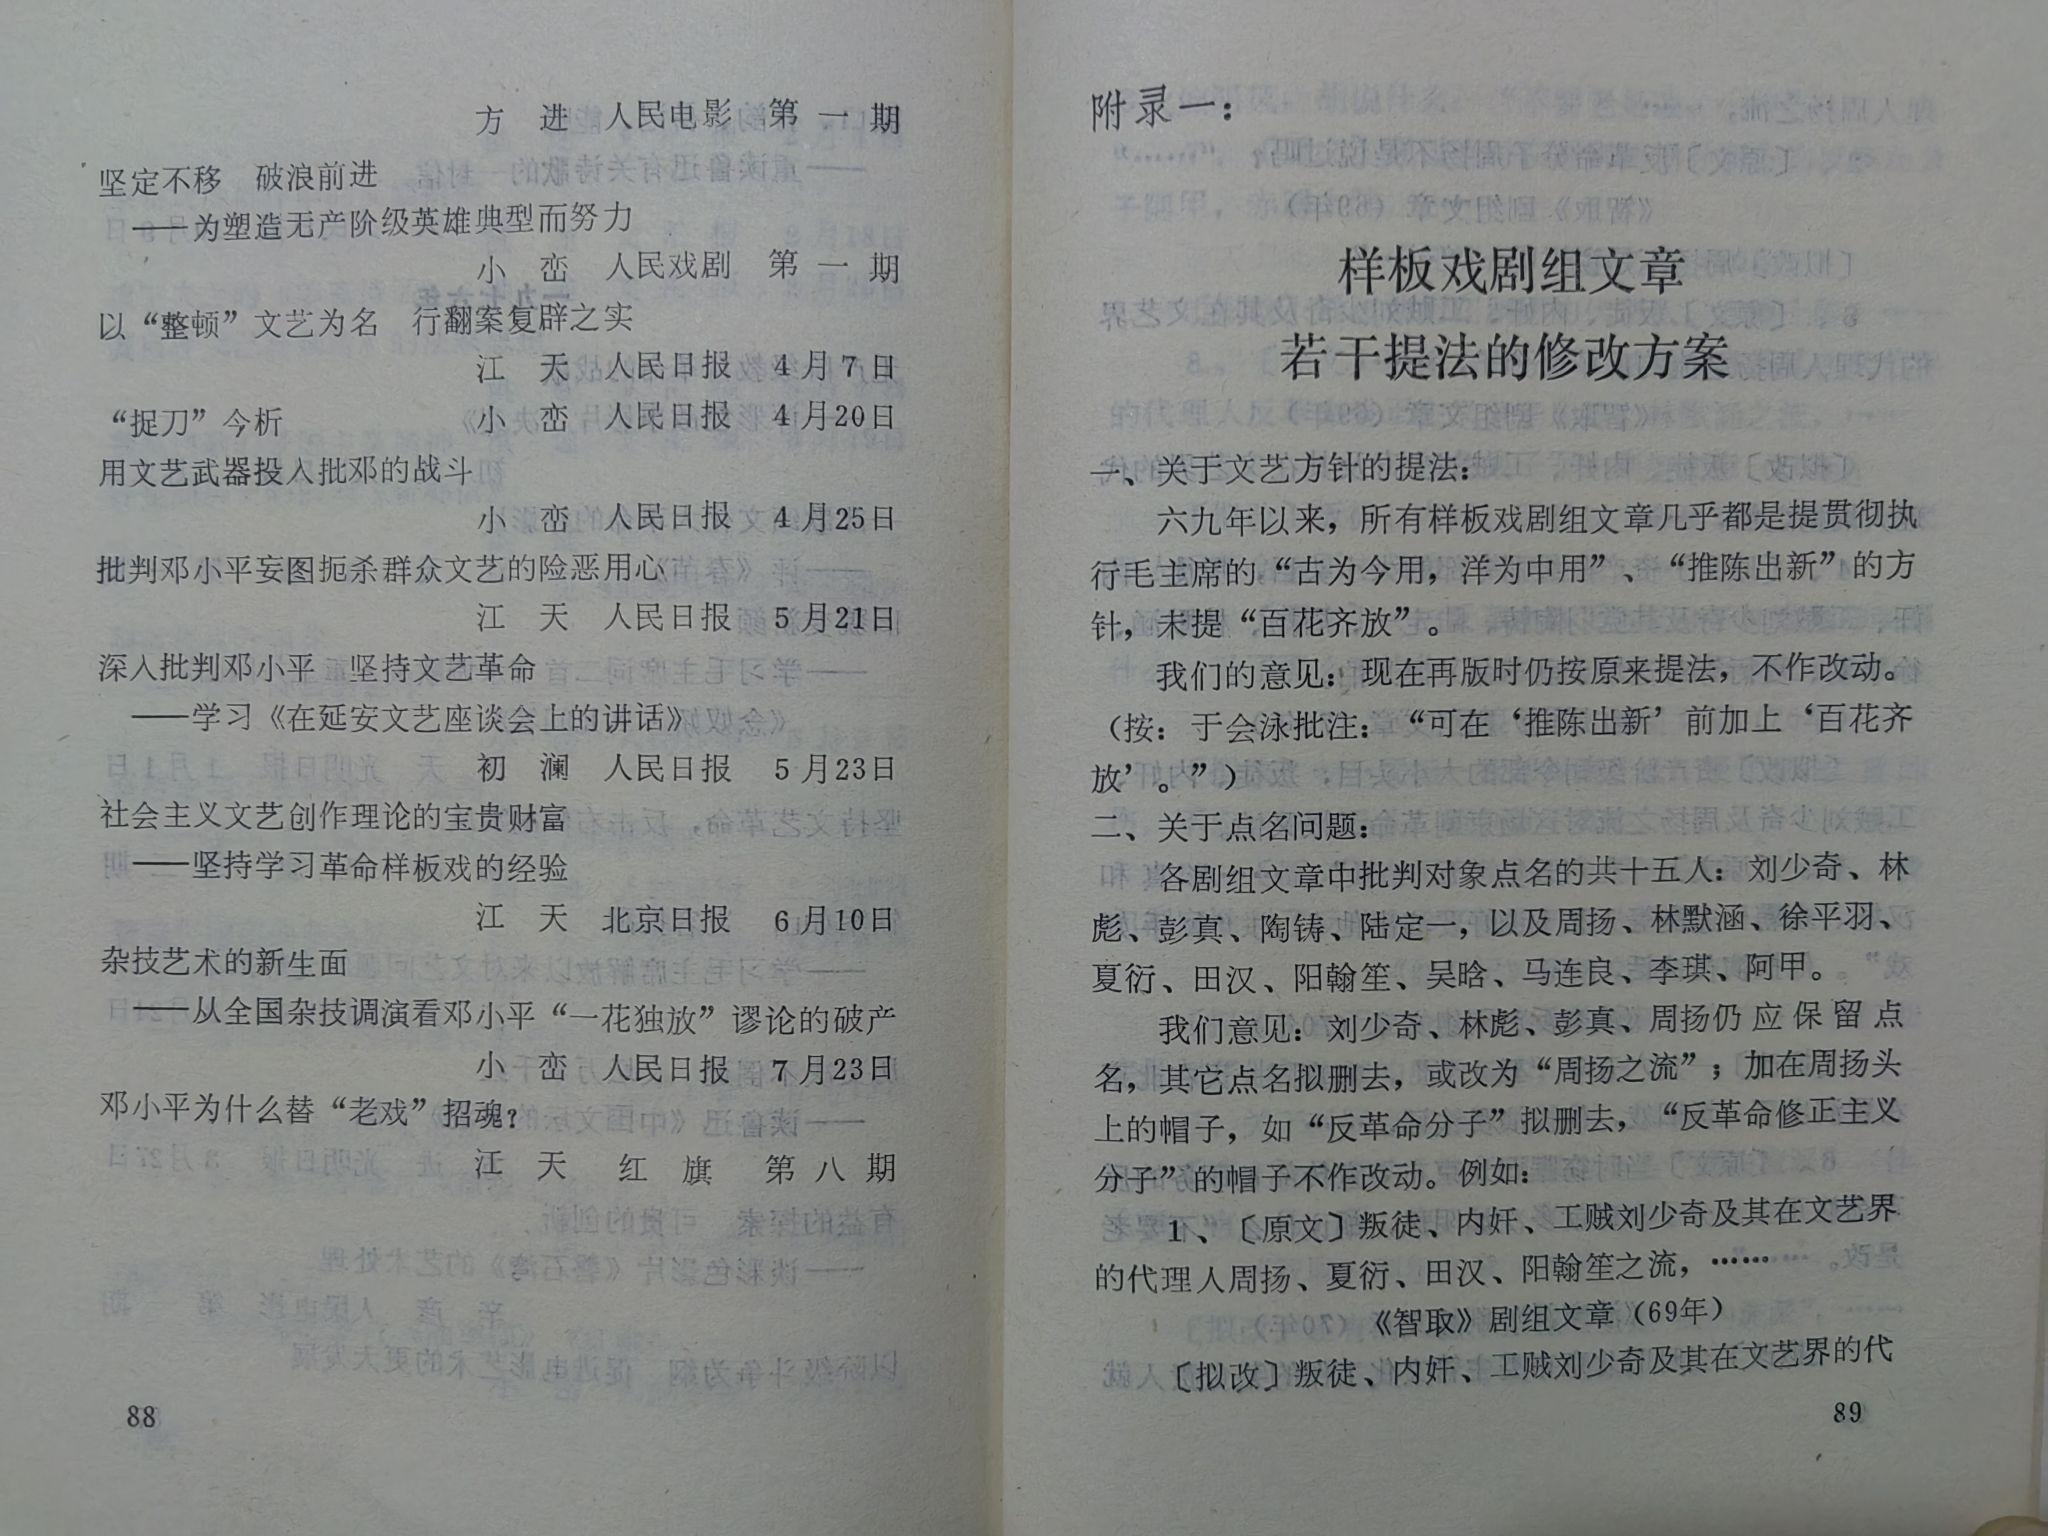 方 进 人民电影 第一期
坚定不移 破浪前进
——为塑造无产阶级英雄典型而努力
小 峦 人民戏剧 第一期
以“整顿”文艺为名 行翻案复辟之实
江 天 人民日报 4月7日
“捉刀”今析 小 峦 人民日报 4月20日
用文艺武器投入批邓的战斗
小 峦 人民日报 4月25日
批判邓小平妄图扼杀群众文艺的险恶用心
江 天 人民日报 5月21日
深入批判邓小平 坚持文艺革命
——学习《在延安文艺座谈会上的讲话》
初 澜 人民日报 5月23日
社会主义文艺创作理论的宝贵财富
——坚持学习革命样板戏的经验
江 天 北京日报 6月10日
杂技艺术的新生面
——从全国杂技调演看邓小平“一花独放”谬论的破产
小 峦 人民日报 7月23日
邓小平为什么替“老戏”招魂?
江 天 红 旗 第八期
88
附录一：
样板戏剧组文章
若干提法的修改方案
一、关于文艺方针的提法：
六九年以来，所有样板戏剧组文章几乎都是提贯彻执
行毛主席的“古为今用，洋为中用”、“推陈出新”的方
针，未提“百花齐放”。
我们的意见：现在再版时仍按原来提法，不作改动。
（按：于会泳批注：“可在‘推陈出新’前加上‘百花齐
放’。”）
二、关于点名问题：
各剧组文章中批判对象点名的共十五人：刘少奇、林
彪、彭真、陶铸、陆定一，以及周扬、林默涵、徐平羽、
夏衍、田汉、阳翰笙、吴晗、马连良、李琪、阿甲。
我们意见：刘少奇、林彪、彭真、周扬仍应保留点
名，其它点名拟删去，或改为“周扬之流”；加在周扬头
上的帽子，如“反革命分子”拟删去，“反革命修正主义
分子”的帽子不作改动。例如：
1、〔原文〕叛徒、内奸、工贼刘少奇及其在文艺界
的代理人周扬、夏衍、田汉、阳翰笙之流，……
《智取》剧组文章（69年）
〔拟改〕叛徒、内奸、工贼刘少奇及其在文艺界的代
89